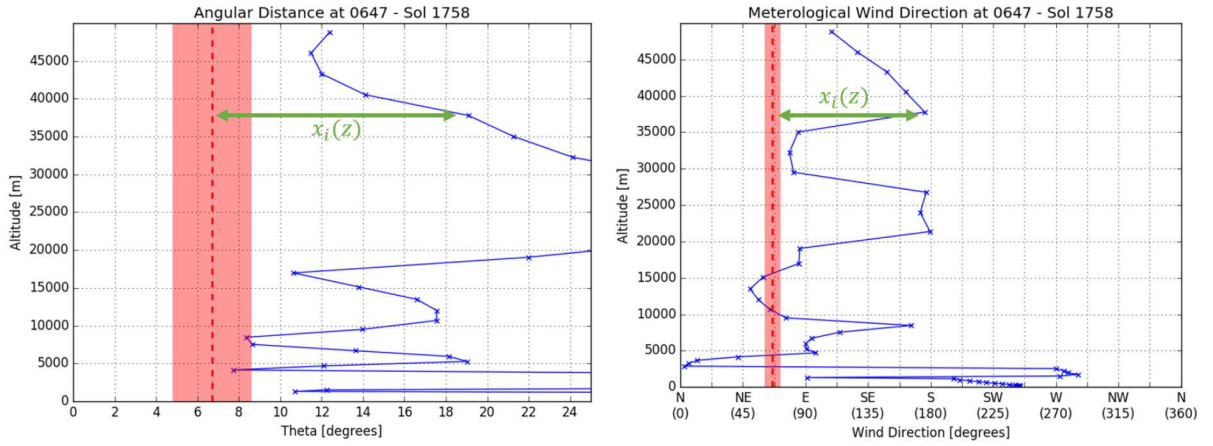 Angular Distance at 0647 - Sol 1758
45000
40000
35000
30000
25000
20000
15000
10000
5000
0
Altitude [m]
x_i(z)
0 2 4 6 8 10 12 14 16 18 20 22 24
Theta [degrees]
Meterological Wind Direction at 0647 - Sol 1758
45000
40000
35000
30000
25000
20000
15000
10000
5000
0
Altitude [m]
x_i(z)
N NE E SE S SW W NW N
(0) (45) (90) (135) (180) (225) (270) (315) (360)
Wind Direction [degrees]